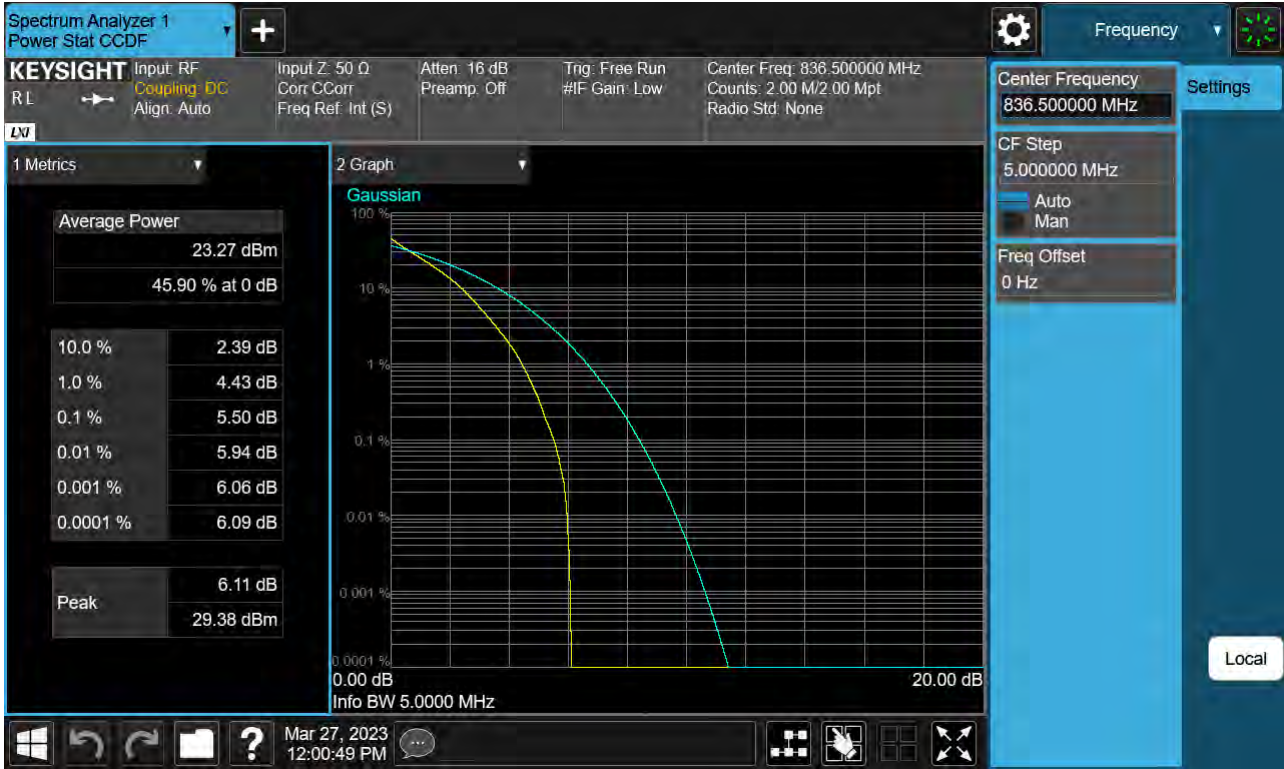 Spectrum Analyzer 1
Power Stat CCDF
Frequency
KEYSIGHT
R L
LXI
Input: RF
Coupling: DC
Align: Auto
Input Z: 50 Ω
Corr CCorr
Freq Ref: Int (S)
Atten: 16 dB
Preamp: Off
Trig: Free Run
#IF Gain: Low
Center Freq: 836.500000 MHz
Counts: 2.00 M/2.00 Mpt
Radio Std: None
Center Frequency
836.500000 MHz
Settings
CF Step
5.000000 MHz
Auto
Man
Freq Offset
0 Hz
Local
1 Metrics
Average Power
23.27 dBm
45.90 % at 0 dB
10.0 % 2.39 dB
1.0 % 4.43 dB
0.1 % 5.50 dB
0.01 % 5.94 dB
0.001 % 6.06 dB
0.0001 % 6.09 dB
Peak
6.11 dB
29.38 dBm
2 Graph
Gaussian
100 %
10 %
1 %
0.1 %
0.01 %
0.001 %
0.0001 %
0.00 dB 20.00 dB
Info BW 5.0000 MHz
?
Mar 27, 2023
12:00:49 PM